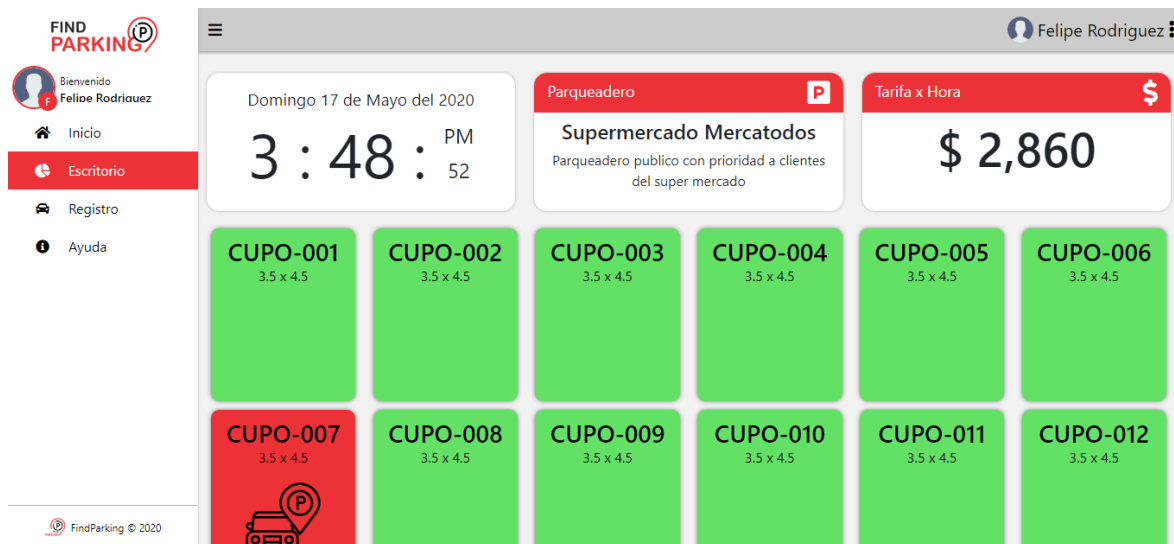 FIND
PARKING
P
Felipe Rodriguez
Bienvenido
Felipe Rodriguez
F
Inicio
Escritorio
Registro
Ayuda
Domingo 17 de Mayo del 2020
3 : 48 : PM
52
Parqueadero
P
Supermercado Mercatodos
Parqueadero publico con prioridad a clientes
del super mercado
Tarifa x Hora
$
$ 2,860
CUPO-001
3.5 x 4.5
CUPO-002
3.5 x 4.5
CUPO-003
3.5 x 4.5
CUPO-004
3.5 x 4.5
CUPO-005
3.5 x 4.5
CUPO-006
3.5 x 4.5
CUPO-007
3.5 x 4.5
P
CUPO-008
3.5 x 4.5
CUPO-009
3.5 x 4.5
CUPO-010
3.5 x 4.5
CUPO-011
3.5 x 4.5
CUPO-012
3.5 x 4.5
FindParking © 2020